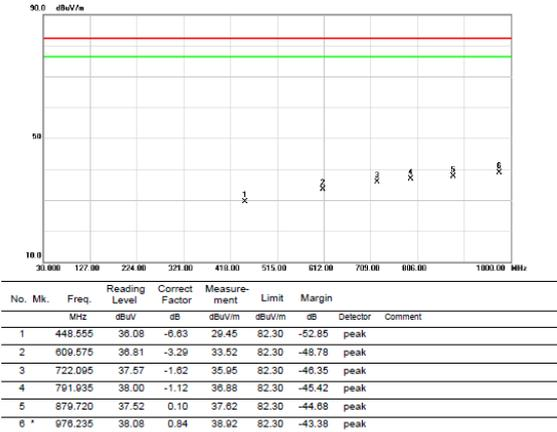 90.0 dBuV/m
50
10.0
1
2
3
4
5
6
30.000 127.00 224.00 321.00 418.00 515.00 612.00 709.00 806.00 1000.00 MHz
No. Mk. Freq. Reading Level Correct Factor Measure-ment Limit Margin
MHz dBuV dB dBuV/m dBuV/m dB Detector Comment
1 448.555 36.08 -6.63 29.45 82.30 -52.85 peak
2 609.575 36.81 -3.29 33.52 82.30 -48.78 peak
3 722.095 37.57 -1.62 35.95 82.30 -46.35 peak
4 791.935 38.00 -1.12 36.88 82.30 -45.42 peak
5 879.720 37.52 0.10 37.62 82.30 -44.68 peak
6 * 976.235 38.08 0.84 38.92 82.30 -43.38 peak